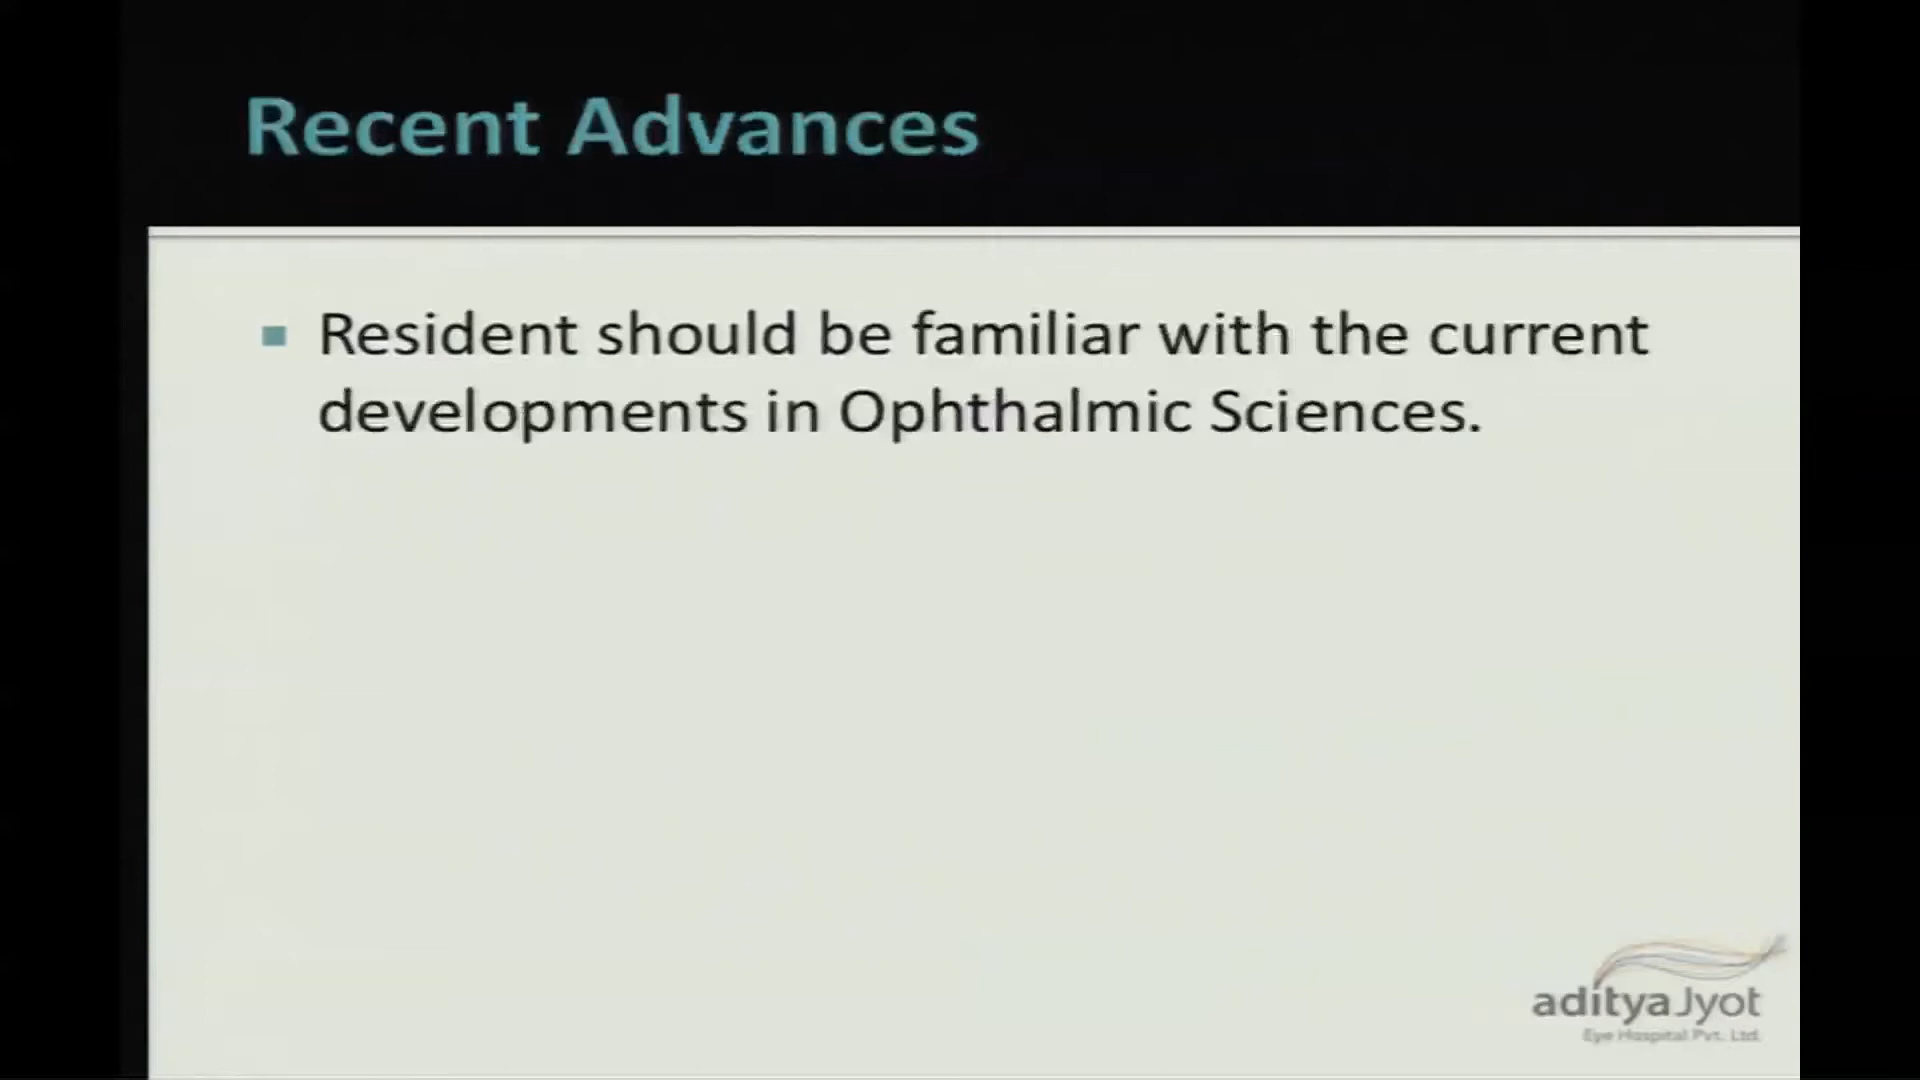 Recent Advances
Resident should be familiar with the current
developments in Ophthalmic Sciences.
aditya Jyot
Eye Hospital Pvt. Ltd.